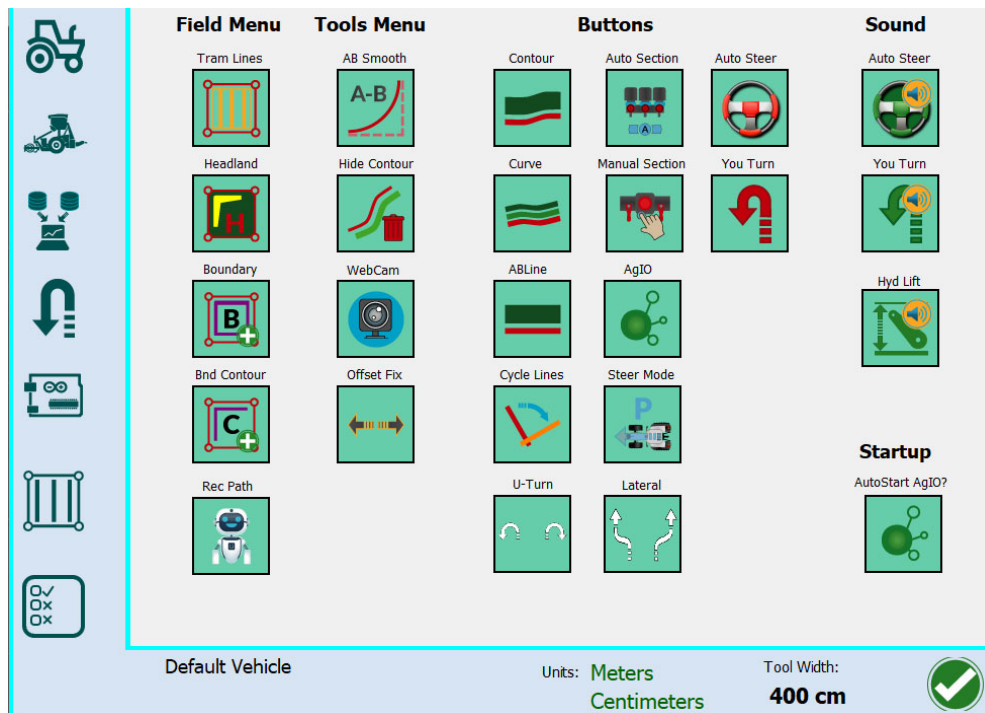 Field Menu
Tools Menu
Buttons
Sound
Tram Lines
AB Smooth
Contour
Auto Section
Auto Steer
Auto Steer
A-B
A
Headland
Hide Contour
Curve
Manual Section
You Turn
You Turn
H
Boundary
WebCam
ABLine
AgIO
Hyd Lift
B
Bnd Contour
Offset Fix
Cycle Lines
Steer Mode
C
P
Startup
Rec Path
U-Turn
Lateral
AutoStart AgIO?
Default Vehicle
Units: Meters
Centimeters
Tool Width:
400 cm